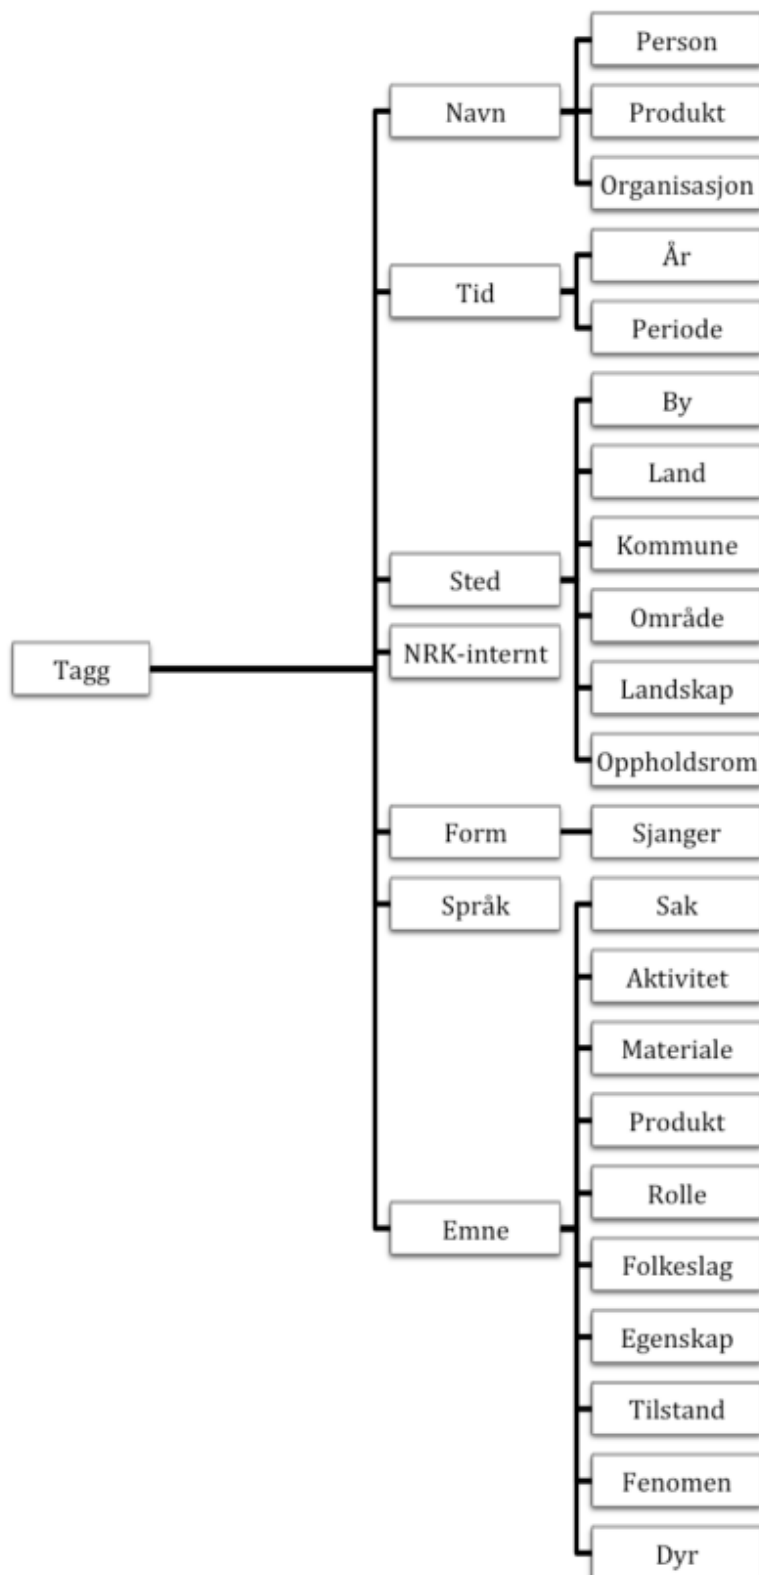 Tagg
Navn
Person
Produkt
Organisasjon
Tid
År
Periode
Sted
By
Land
Kommune
Område
Landskap
Oppholdsrom
NRK-internt
Form
Sjanger
Språk
Emne
Sak
Aktivitet
Materiale
Produkt
Rolle
Folkeslag
Egenskap
Tilstand
Fenomen
Dyr